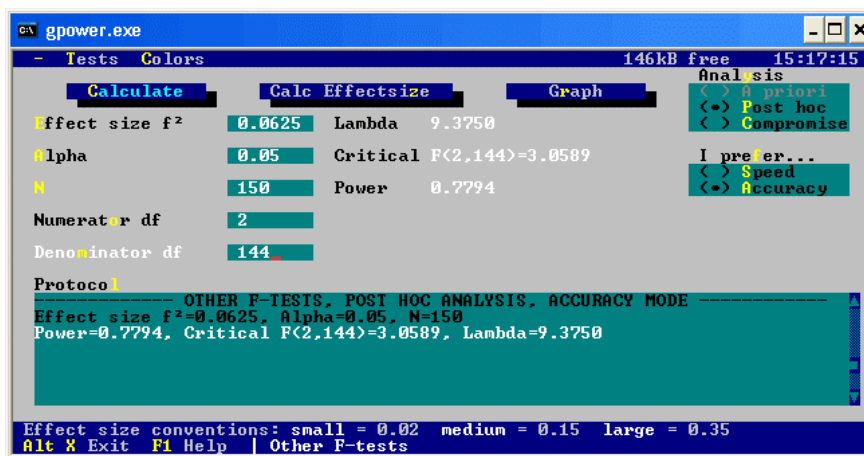 gpower.exe
- Tests Colors 146kB free 15:17:15
Calculate Calc Effectsize Graph
Analysis
( ) A priori
(•) Post hoc
( ) Compromise
Effect size f² 0.0625 Lambda 9.3750
Alpha 0.05 Critical F(2,144)=3.0589
N 150 Power 0.7794
I prefer...
( ) Speed
(•) Accuracy
Numerator df 2
Denominator df 144_
Protocol
------------- OTHER F-TESTS, POST HOC ANALYSIS, ACCURACY MODE ------------
Effect size f²=0.0625, Alpha=0.05, N=150
Power=0.7794, Critical F(2,144)=3.0589, Lambda=9.3750
Effect size conventions: small = 0.02 medium = 0.15 large = 0.35
Alt X Exit F1 Help | Other F-tests